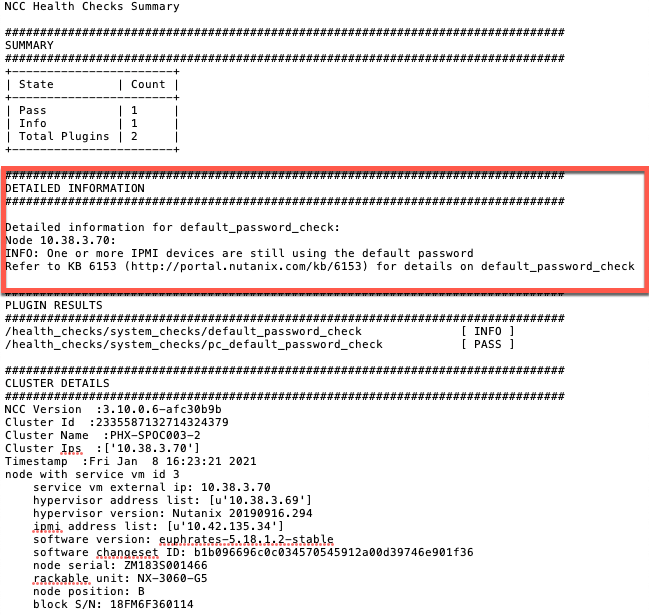 NCC Health Checks Summary
################################################################################
SUMMARY
################################################################################
+-----------------------+
| State | Count |
+-----------------------+
| Pass | 1 |
| Info | 1 |
| Total Plugins | 2 |
+-----------------------+
################################################################################
DETAILED INFORMATION
################################################################################
Detailed information for default_password_check:
Node 10.38.3.70:
INFO: One or more IPMI devices are still using the default password
Refer to KB 6153 (http://portal.nutanix.com/kb/6153) for details on default_password_check
################################################################################
PLUGIN RESULTS
################################################################################
/health_checks/system_checks/default_password_check [ INFO ]
/health_checks/system_checks/pc_default_password_check [ PASS ]
################################################################################
CLUSTER DETAILS
################################################################################
NCC Version :3.10.0.6-afc30b9b
Cluster Id :2335587132714324379
Cluster Name :PHX-SPOC003-2
Cluster Ips :['10.38.3.70']
Timestamp :Fri Jan 8 16:23:21 2021
node with service vm id 3
service vm external ip: 10.38.3.70
hypervisor address list: [u'10.38.3.69']
hypervisor version: Nutanix 20190916.294
ipmi address list: [u'10.42.135.34']
software version: euphrates-5.18.1.2-stable
software changeset ID: b1b096696c0c034570545912a00d39746e901f36
node serial: ZM183S001466
rackable unit: NX-3060-G5
node position: B
block S/N: 18FM6F360114